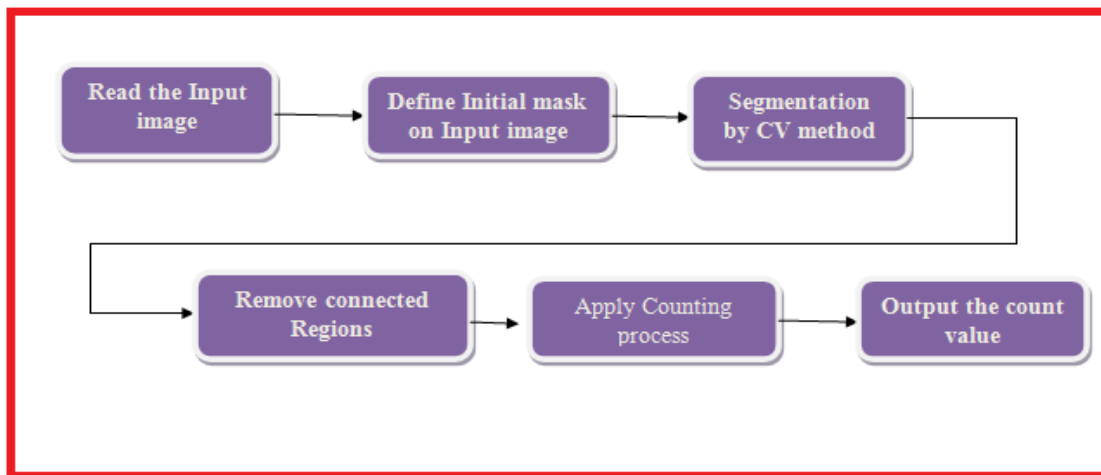 Read the Input
image
Define Initial mask
on Input image
Segmentation
by CV method
Remove connected
Regions
Apply Counting
process
Output the count
value